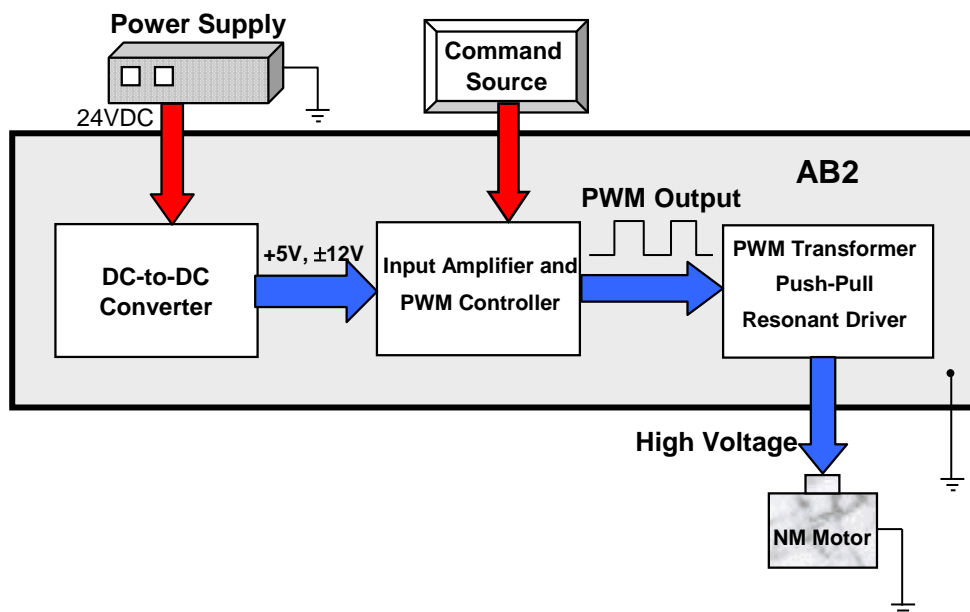 Power Supply
Command
Source
24VDC
AB2
PWM Output
DC-to-DC
Converter
+5V, ±12V
Input Amplifier and
PWM Controller
PWM Transformer
Push-Pull
Resonant Driver
High Voltage
NM Motor